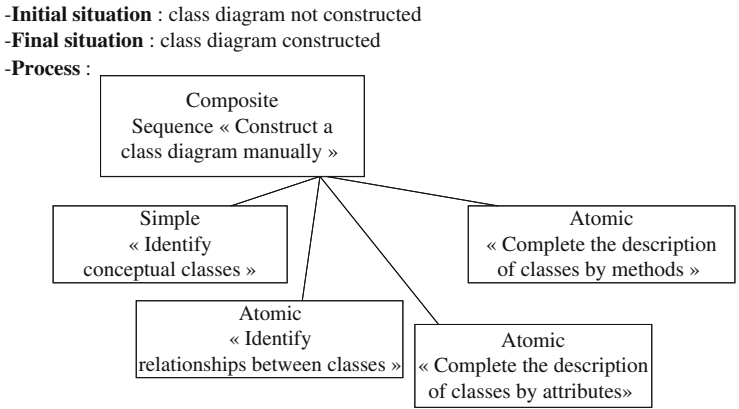 -Initial situation : class diagram not constructed
-Final situation : class diagram constructed
-Process :
Composite
Sequence « Construct a
class diagram manually »
Simple
« Identify
conceptual classes »
Atomic
« Identify
relationships between classes »
Atomic
« Complete the description
of classes by attributes»
Atomic
« Complete the description
of classes by methods »